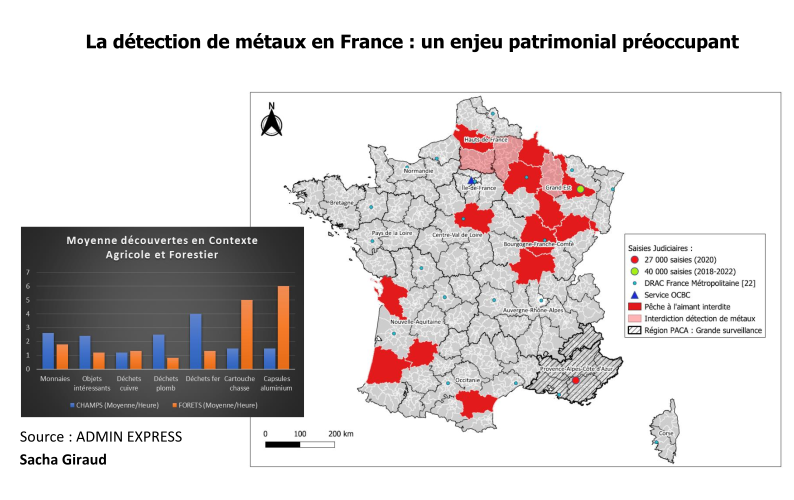 La détection de métaux en France : un enjeu patrimonial préoccupant
N
Hauts-de-France
Normandie
Île-de-France
Grand Est
Bretagne
Pays de la Loire
Centre-Val de Loire
Bourgogne-Franche-Comté
Nouvelle-Aquitaine
Auvergne-Rhône-Alpes
Occitanie
Provence-Alpes-Côte d'Azur
Corse
0 100 200 km
Saisies Judiciaires :
27 000 saisies (2020)
40 000 saisies (2018-2022)
DRAC France Métropolitaine [22]
Service OCBC
Pêche à l'aimant interdite
Interdiction détection de métaux
Région PACA : Grande surveillance
Moyenne découvertes en Contexte
Agricole et Forestier
7
6
5
4
3
2
1
0
Monnaies
Objets
intéressants
Déchets
cuivre
Déchets
plomb
Déchets fer
Cartouche
chasse
Capsules
aluminium
CHAMPS (Moyenne/Heure)
FORETS (Moyenne/Heure)
Source : ADMIN EXPRESS
Sacha Giraud